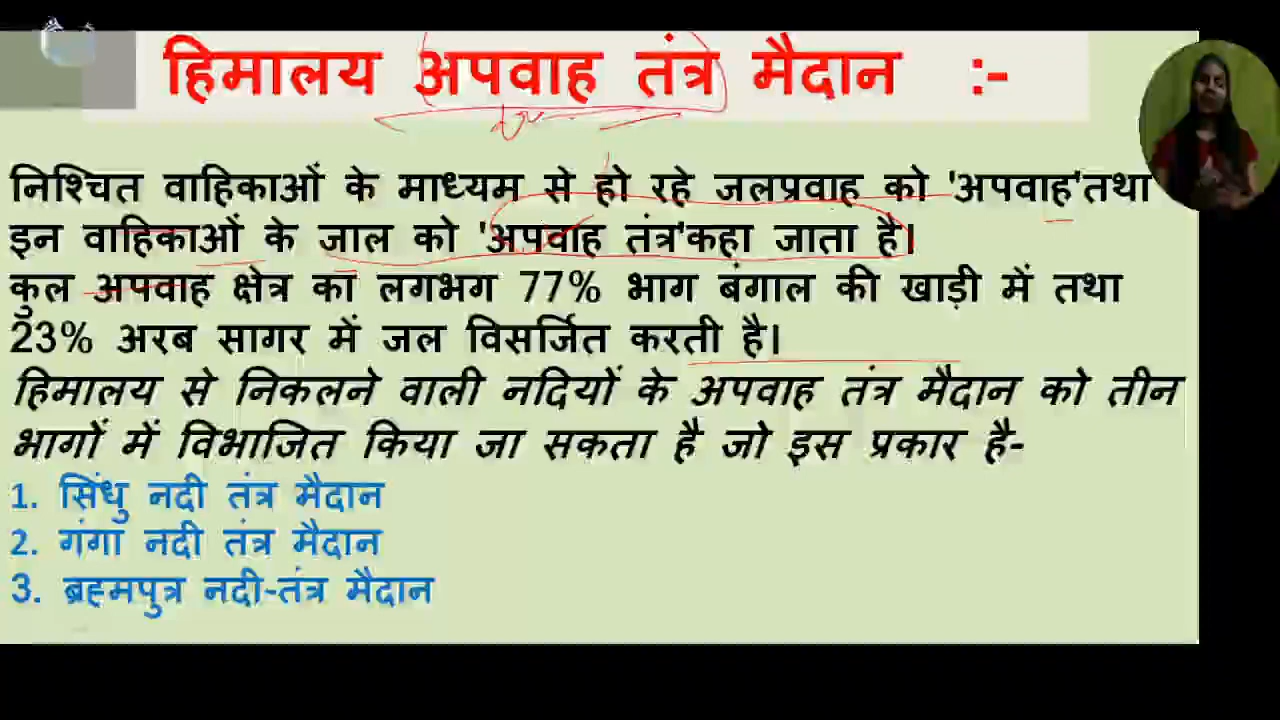 हिमालय अपवाह तंत्र मैदान :-
निश्चित वाहिकाओं के माध्यम से हो रहे जलप्रवाह को 'अपवाह'तथा
इन वाहिकाओं के जाल को 'अपवाह तंत्र'कहा जाता है।
कुल अपवाह क्षेत्र का लगभग 77% भाग बंगाल की खाड़ी में तथा
23% अरब सागर में जल विसर्जित करती है।
हिमालय से निकलने वाली नदियों के अपवाह तंत्र मैदान को तीन
भागों में विभाजित किया जा सकता है जो इस प्रकार है-
1. सिंधु नदी तंत्र मैदान
2. गंगा नदी तंत्र मैदान
3. ब्रह्मपुत्र नदी-तंत्र मैदान